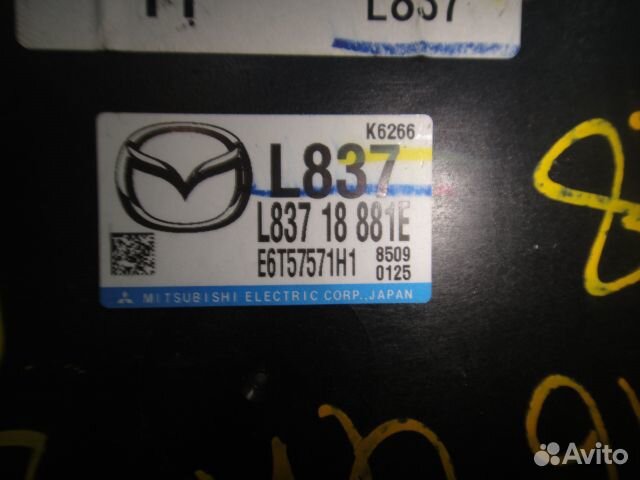 L837
K6266
L837
L837 18 881E
E6T57571H1 8509
0125
MITSUBISHI ELECTRIC CORP.,JAPAN
Avito